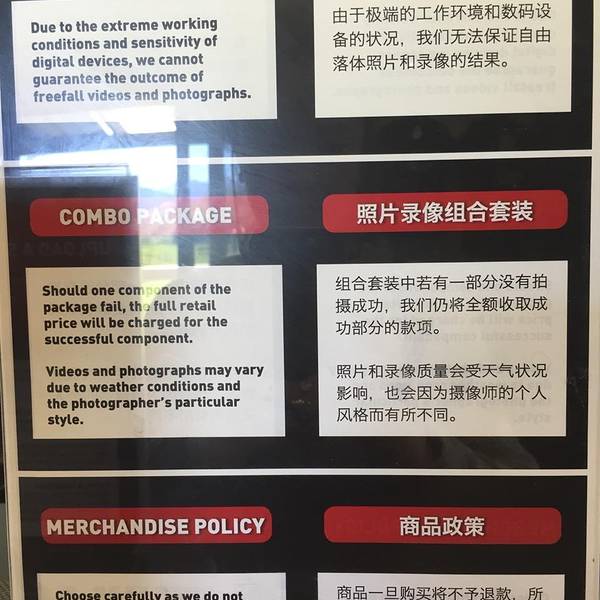 Due to the extreme working
conditions and sensitivity of
digital devices, we cannot
guarantee the outcome of
freefall videos and photographs.
由于极端的工作环境和数码设
备的状况，我们无法保证自由
落体照片和录像的结果。
COMBO PACKAGE
照片录像组合套装
Should one component of the
package fail, the full retail
price will be charged for the
successful component.
Videos and photographs may vary
due to weather conditions and
the photographer's particular
style.
组合套装中若有一部分没有拍
摄成功，我们仍将全额收取成
功部分的款项。
照片和录像质量会受天气状况
影响，也会因为摄像师的个人
风格而有所不同。
MERCHANDISE POLICY
商品政策
Choose carefully as we do not
商品一旦购买将不予退款，所